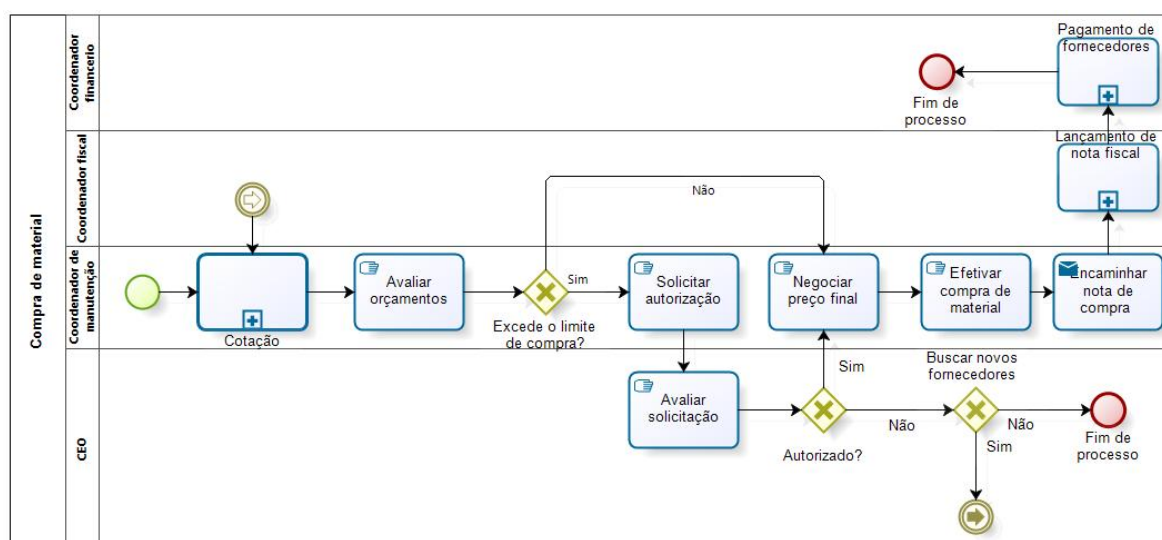 Compra de material
Coordenador
financerio
Fim de
processo
Pagamento de
fornecedores
Coordenador fiscal
Não
Lançamento de
nota fiscal
Coordenador de
manutenção
Cotação
Avaliar
orçamentos
Excede o limite
de compra?
Sim
Solicitar
autorização
Negociar
preço final
Efetivar
compra de
material
Encaminhar
nota de
compra
CEO
Avaliar
solicitação
Autorizado?
Sim
Não
Buscar novos
fornecedores
Não
Sim
Fim de
processo